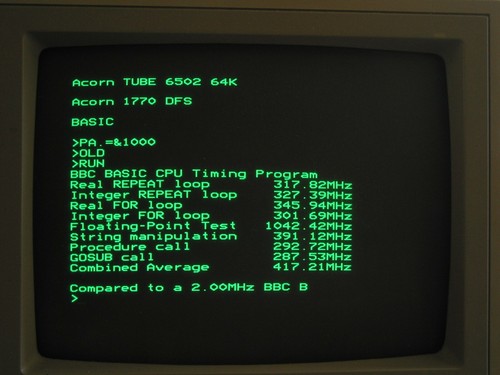 Acorn TUBE 6502 64K
Acorn 1770 DFS
BASIC
>PA.=&1000
>OLD
>RUN
BBC BASIC CPU Timing Program
Real REPEAT loop 317.82MHz
Integer REPEAT loop 327.39MHz
Real FOR loop 345.94MHz
Integer FOR loop 301.69MHz
Floating-Point Test 1042.42MHz
String manipulation 391.12MHz
Procedure call 292.72MHz
GOSUB call 287.53MHz
Combined Average 417.21MHz
Compared to a 2.00MHz BBC B
>